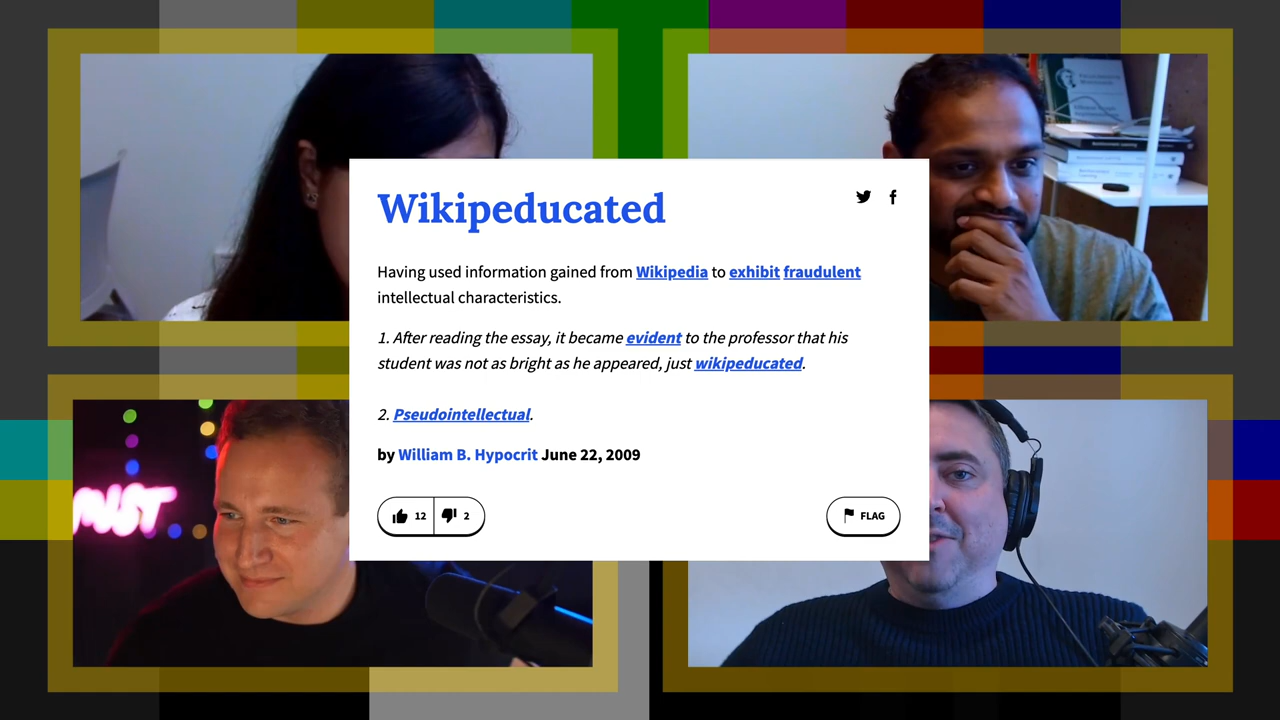 Wikipeducated
Having used information gained from Wikipedia to exhibit fraudulent
intellectual characteristics.
1. After reading the essay, it became evident to the professor that his
student was not as bright as he appeared, just wikipeducated.
2. Pseudointellectual.
by William B. Hypocrit June 22, 2009
12
2
FLAG